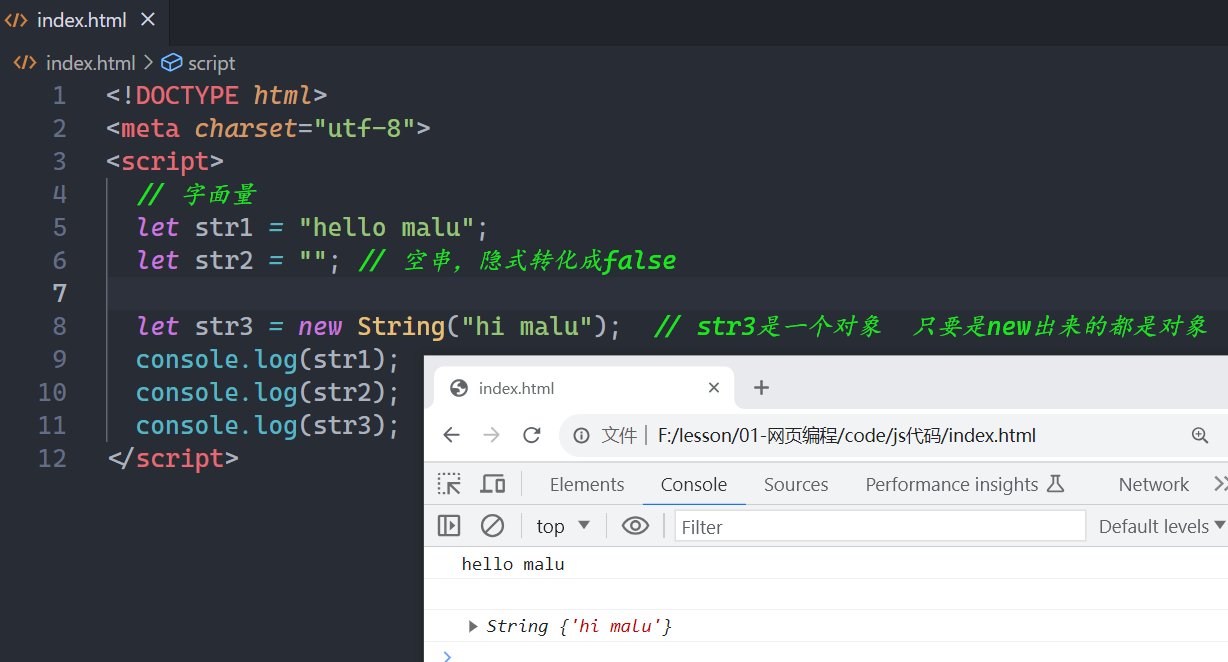 index.html
index.html > script
1 <!DOCTYPE html>
2 <meta charset="utf-8">
3 <script>
4 // 字面量
5 let str1 = "hello malu";
6 let str2 = ""; // 空串，隐式转化成false
7
8 let str3 = new String("hi malu"); // str3是一个对象 只要是new出来的都是对象
9 console.log(str1);
10 console.log(str2);
11 console.log(str3);
12 </script>
index.html
文件 F:/lesson/01-网页编程/code/js代码/index.html
Elements Console Sources Performance insights Network
top Filter Default levels
hello malu
String {'hi malu'}